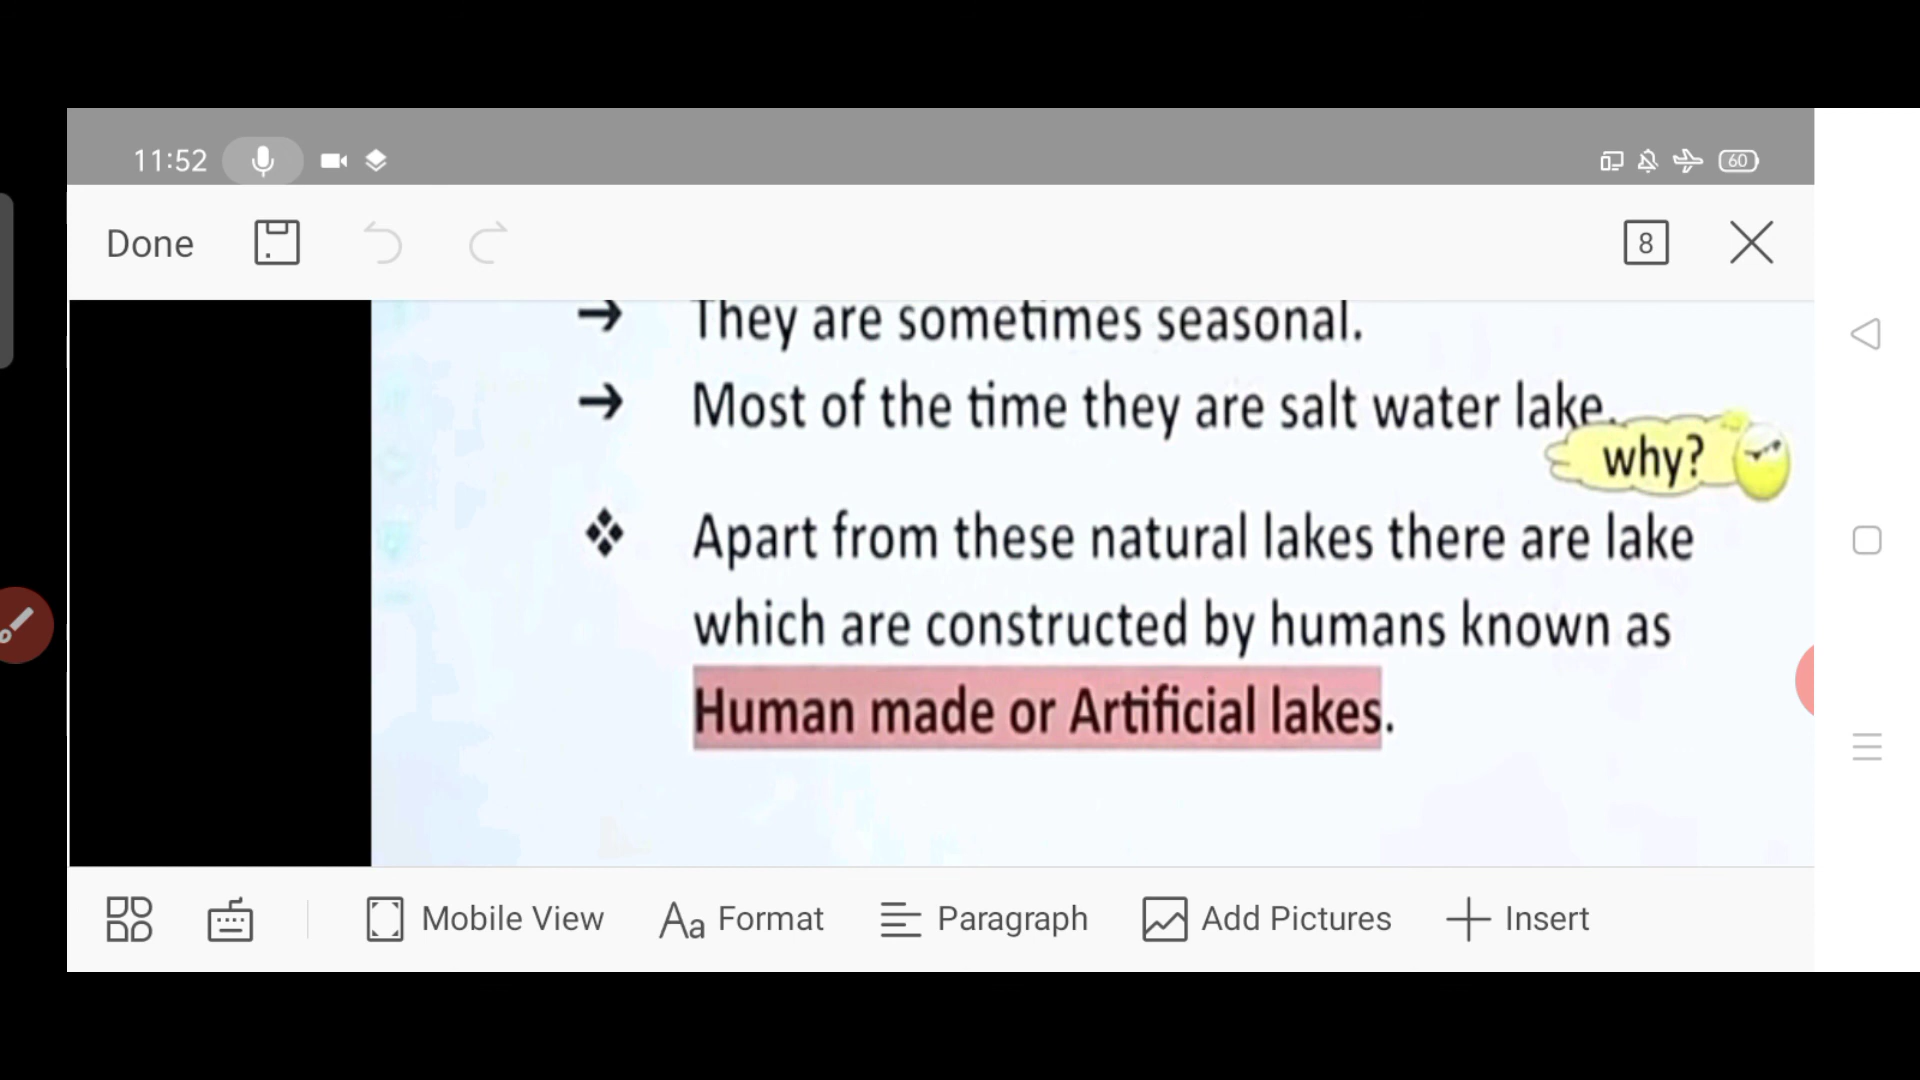 11:52
60
Done
8
They are sometimes seasonal.
Most of the time they are salt water lake.
why?
Apart from these natural lakes there are lake
which are constructed by humans known as
Human made or Artificial lakes.
Mobile View
Aa Format
Paragraph
Add Pictures
Insert